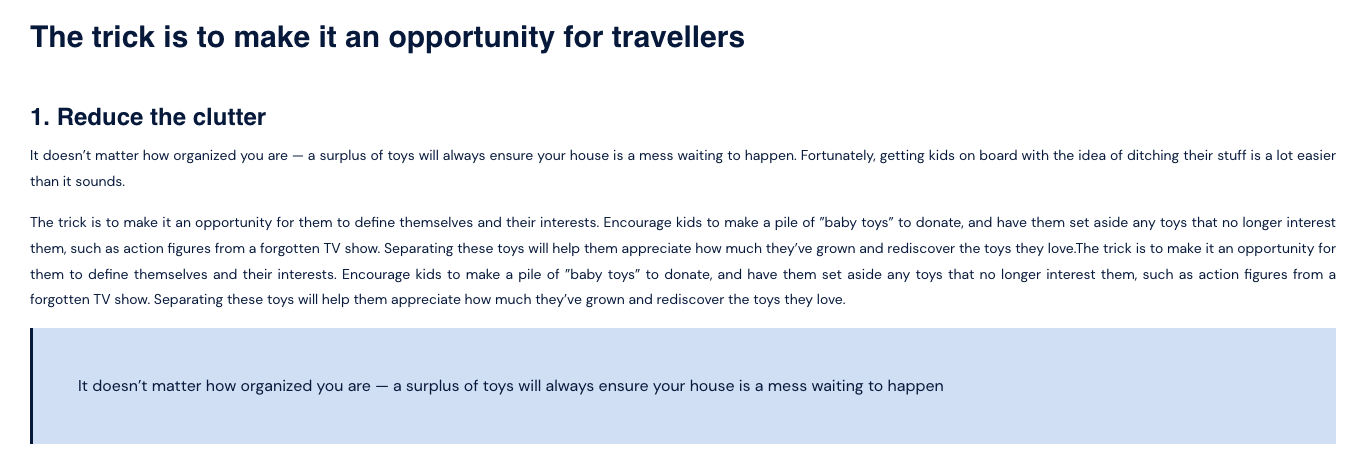 The trick is to make it an opportunity for travellers
1. Reduce the clutter
It doesn’t matter how organized you are — a surplus of toys will always ensure your house is a mess waiting to happen. Fortunately, getting kids on board with the idea of ditching their stuff is a lot easier
than it sounds.
The trick is to make it an opportunity for them to define themselves and their interests. Encourage kids to make a pile of ”baby toys” to donate, and have them set aside any toys that no longer interest
them, such as action figures from a forgotten TV show. Separating these toys will help them appreciate how much they’ve grown and rediscover the toys they love.The trick is to make it an opportunity for
them to define themselves and their interests. Encourage kids to make a pile of ”baby toys” to donate, and have them set aside any toys that no longer interest them, such as action figures from a
forgotten TV show. Separating these toys will help them appreciate how much they’ve grown and rediscover the toys they love.
It doesn’t matter how organized you are — a surplus of toys will always ensure your house is a mess waiting to happen